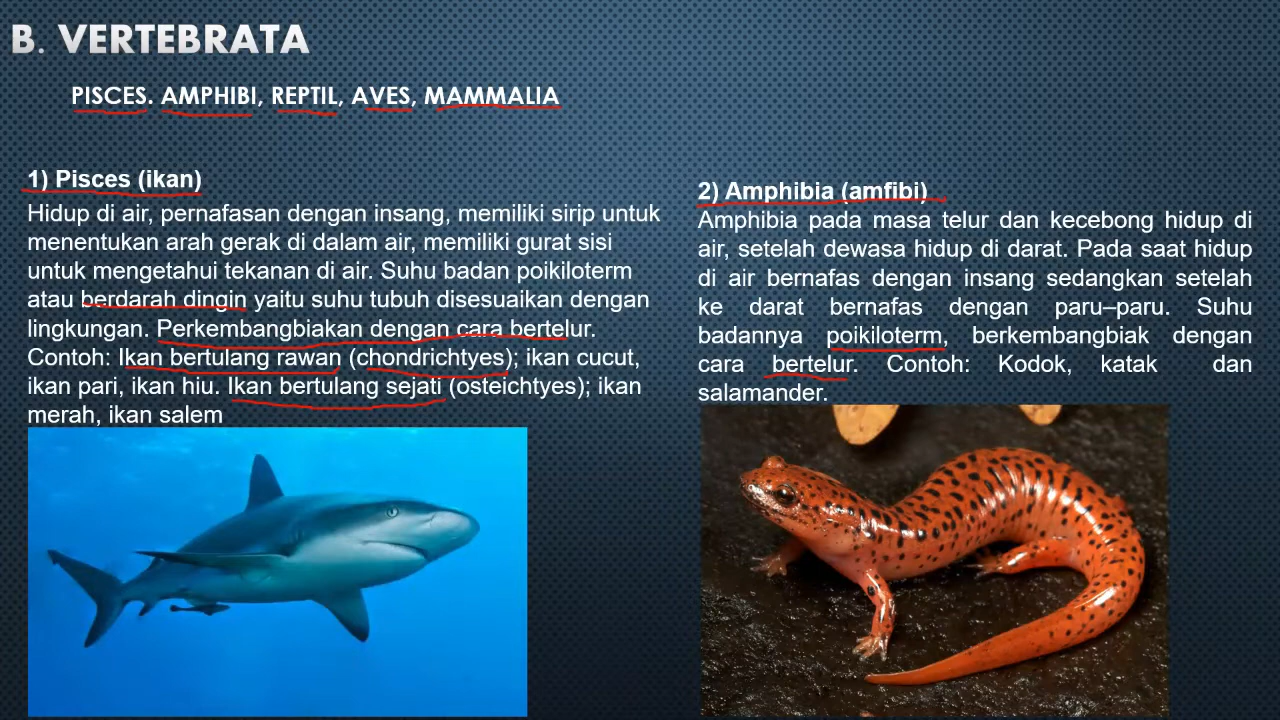 B. VERTEBRATA
PISCES. AMPHIBI, REPTIL, AVES, MAMMALIA
1) Pisces (ikan)
Hidup di air, pernafasan dengan insang, memiliki sirip untuk
menentukan arah gerak di dalam air, memiliki gurat sisi
untuk mengetahui tekanan di air. Suhu badan poikiloterm
atau berdarah dingin yaitu suhu tubuh disesuaikan dengan
lingkungan. Perkembangbiakan dengan cara bertelur.
Contoh: Ikan bertulang rawan (chondrichtyes); ikan cucut,
ikan pari, ikan hiu. Ikan bertulang sejati (osteichtyes); ikan
merah, ikan salem
2) Amphibia (amfibi)
Amphibia pada masa telur dan kecebong hidup di
air, setelah dewasa hidup di darat. Pada saat hidup
di air bernafas dengan insang sedangkan setelah
ke darat bernafas dengan paru–paru. Suhu
badannya poikiloterm, berkembangbiak dengan
cara bertelur. Contoh: Kodok, katak dan
salamander.